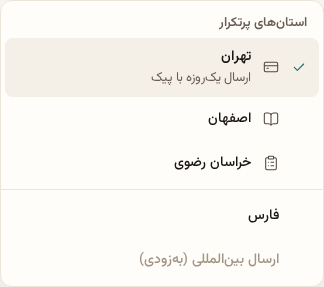 استان‌های پرتکرار
تهران
ارسال یک‌روزه با پیک
اصفهان
خراسان رضوی
فارس
ارسال بین‌المللی (به‌زودی)